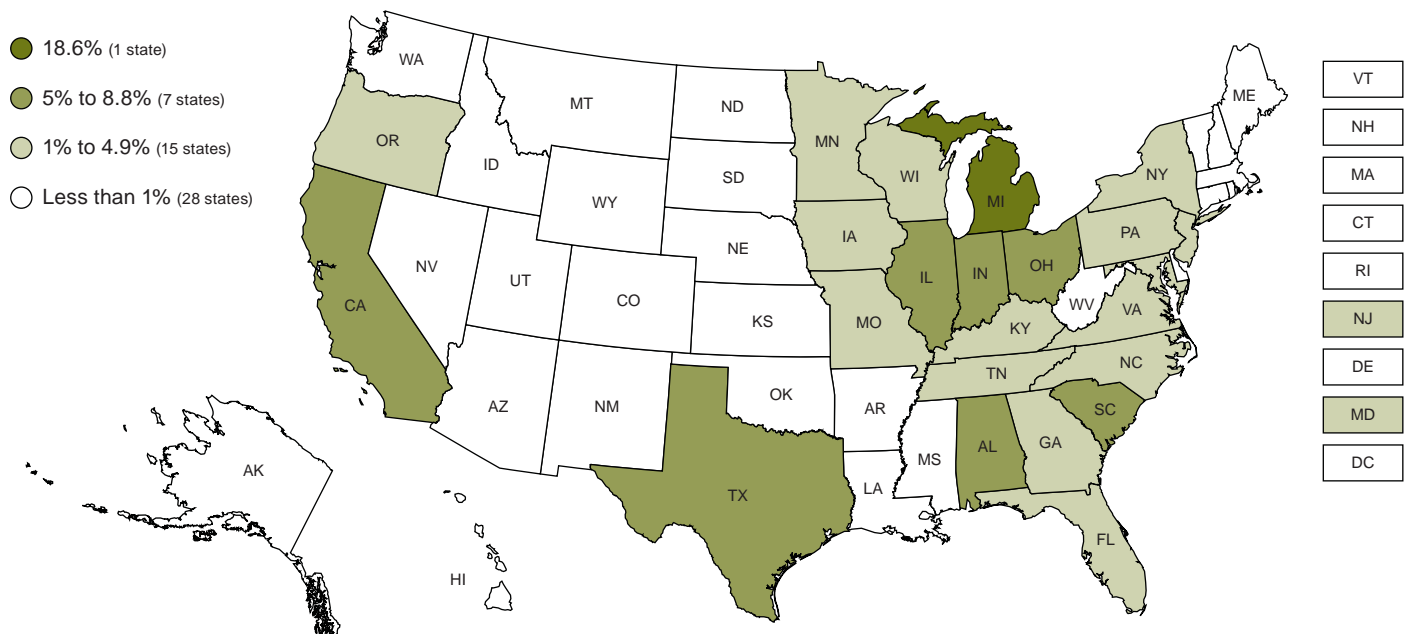 18.6% (1 state)
5% to 8.8% (7 states)
1% to 4.9% (15 states)
Less than 1% (28 states)
WA
MT
ND
MN
ME
OR
ID
SD
WI
NY
WY
MI
NE
IA
PA
NV
UT
CO
IL
IN
OH
CA
KS
MO
WV
VA
KY
NC
TN
AZ
NM
OK
AR
SC
MS
AL
GA
AK
TX
LA
FL
HI
VT
NH
MA
CT
RI
NJ
DE
MD
DC